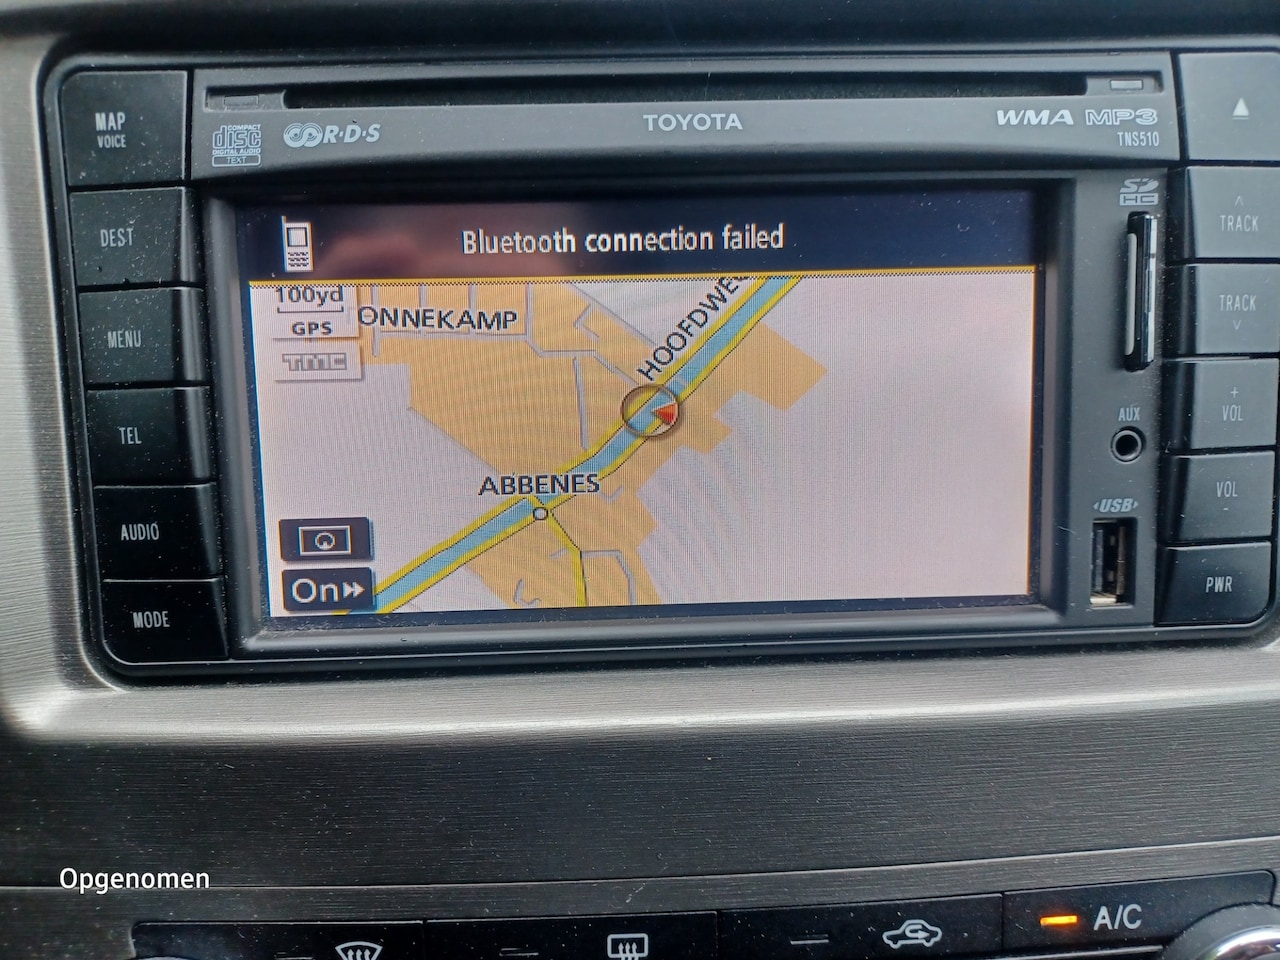 MAP
VOICE
COMPACT
disc
DIGITAL AUDIO
TEXT
R·D·S
TOYOTA
WMA MP3
TNS510
DEST
MENU
TEL
AUDIO
MODE
Bluetooth connection failed
100yd
GPS
TMC
ONNEKAMP
HOOFDWEG
ABBENES
On
SD
HC
AUX
USB
TRACK
TRACK
+
VOL
VOL
-
PWR
Opgenomen
A/C